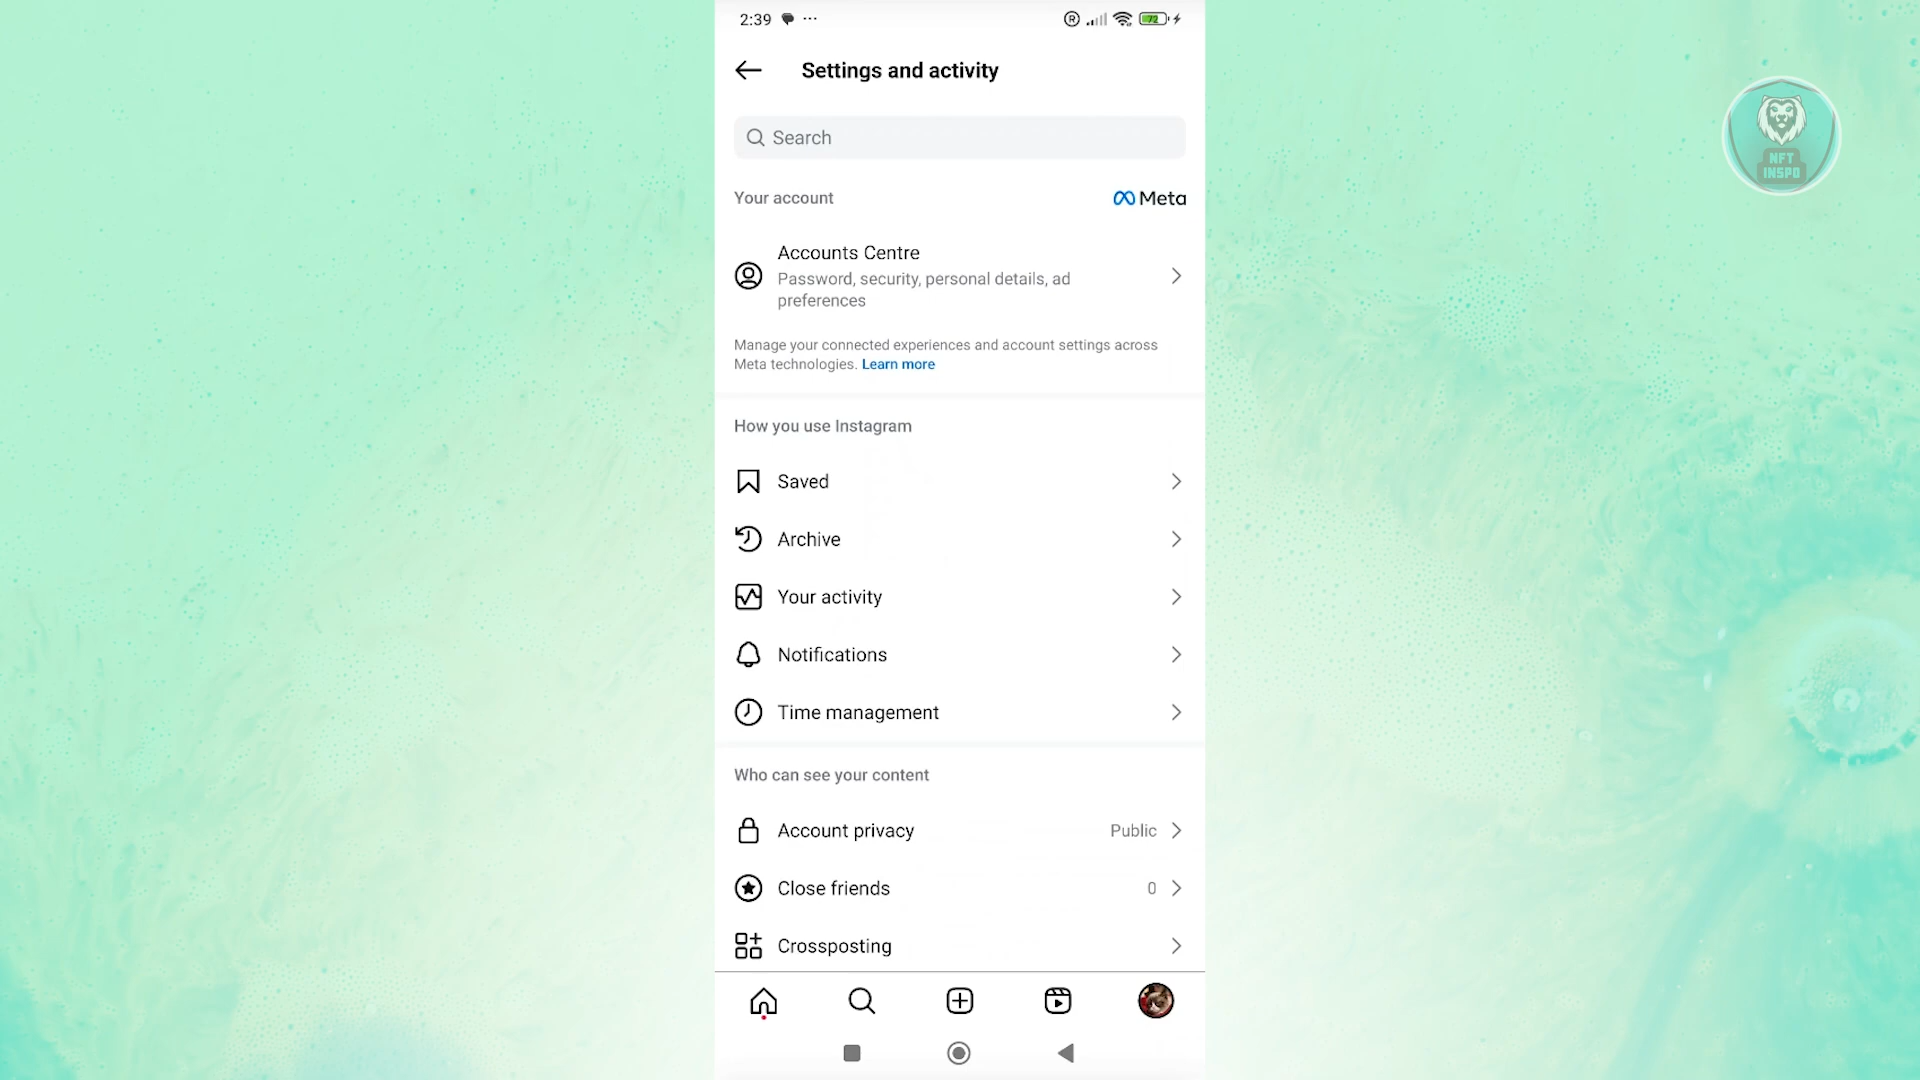 2:39
72
Settings and activity
Search
NFT
INSPO
Your account
Meta
Accounts Centre
Password, security, personal details, ad
preferences
Manage your connected experiences and account settings across
Meta technologies. Learn more
How you use Instagram
Saved
Archive
Your activity
Notifications
Time management
Who can see your content
Account privacy Public
Close friends 0
Crossposting